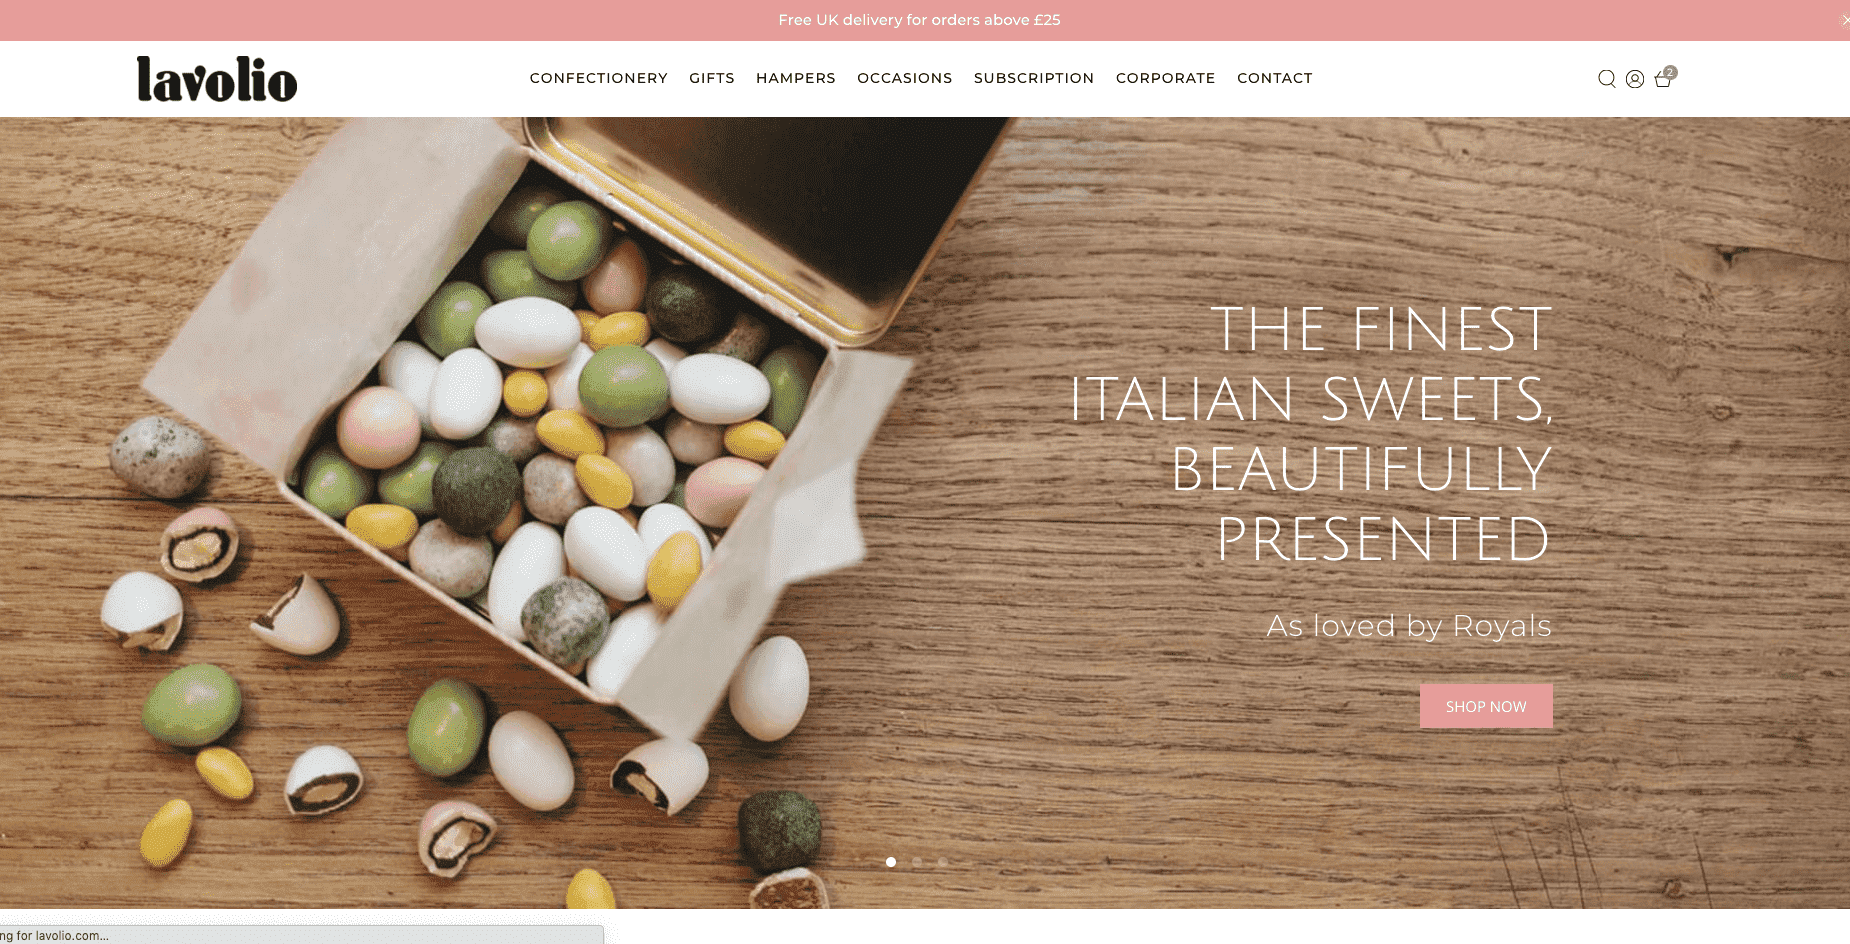 Free UK delivery for orders above £25
lavolio
CONFECTIONERY GIFTS HAMPERS OCCASIONS SUBSCRIPTION CORPORATE CONTACT
2
THE FINEST
ITALIAN SWEETS,
BEAUTIFULLY
PRESENTED
As loved by Royals
SHOP NOW
ng for lavolio.com...